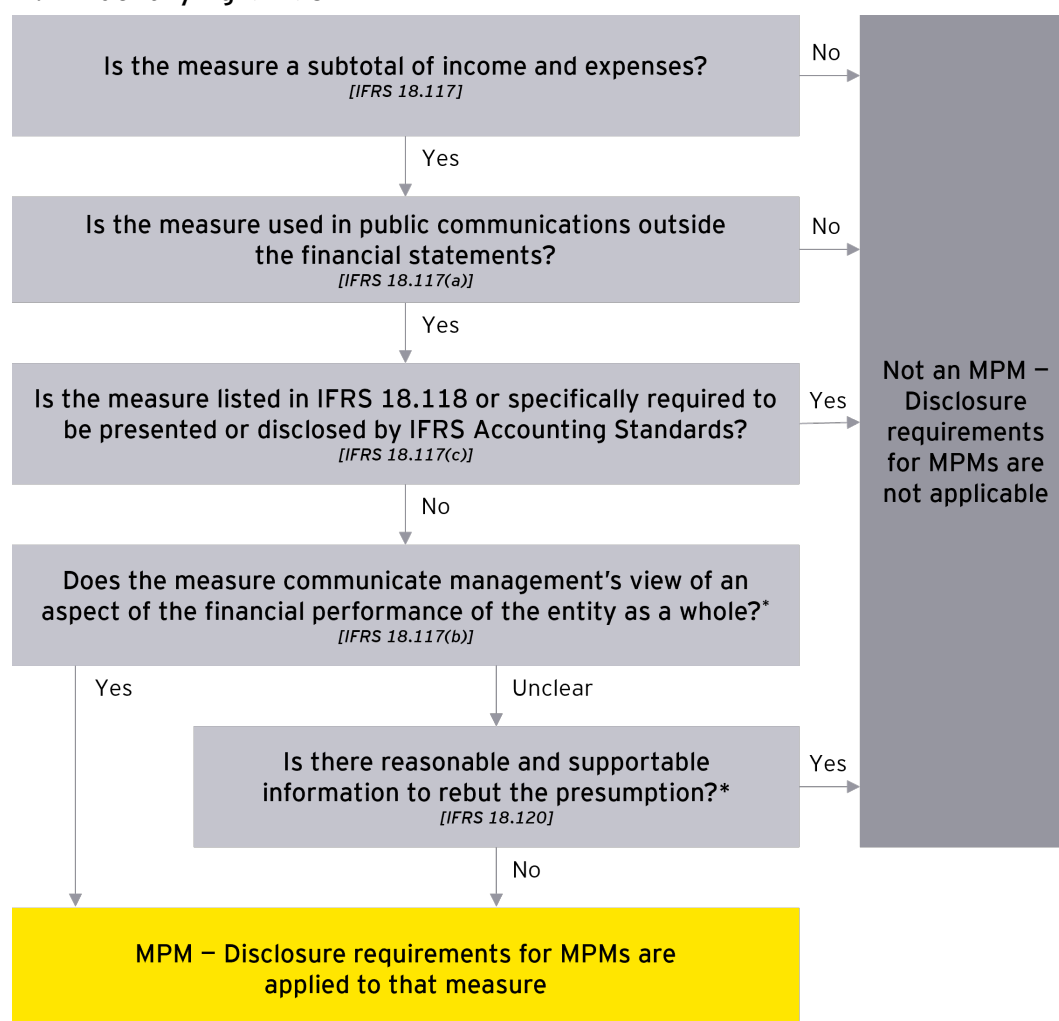 Is the measure a subtotal of income and expenses?
[IFRS 18.117]
No
Yes
Is the measure used in public communications outside
the financial statements?
[IFRS 18.117(a)]
No
Yes
Is the measure listed in IFRS 18.118 or specifically required to
be presented or disclosed by IFRS Accounting Standards?
[IFRS 18.117(c)]
Yes
No
Not an MPM –
Disclosure
requirements
for MPMs are
not applicable
Does the measure communicate management’s view of an
aspect of the financial performance of the entity as a whole?*
[IFRS 18.117(b)]
Yes
Unclear
Is there reasonable and supportable
information to rebut the presumption?*
[IFRS 18.120]
Yes
No
MPM – Disclosure requirements for MPMs are
applied to that measure